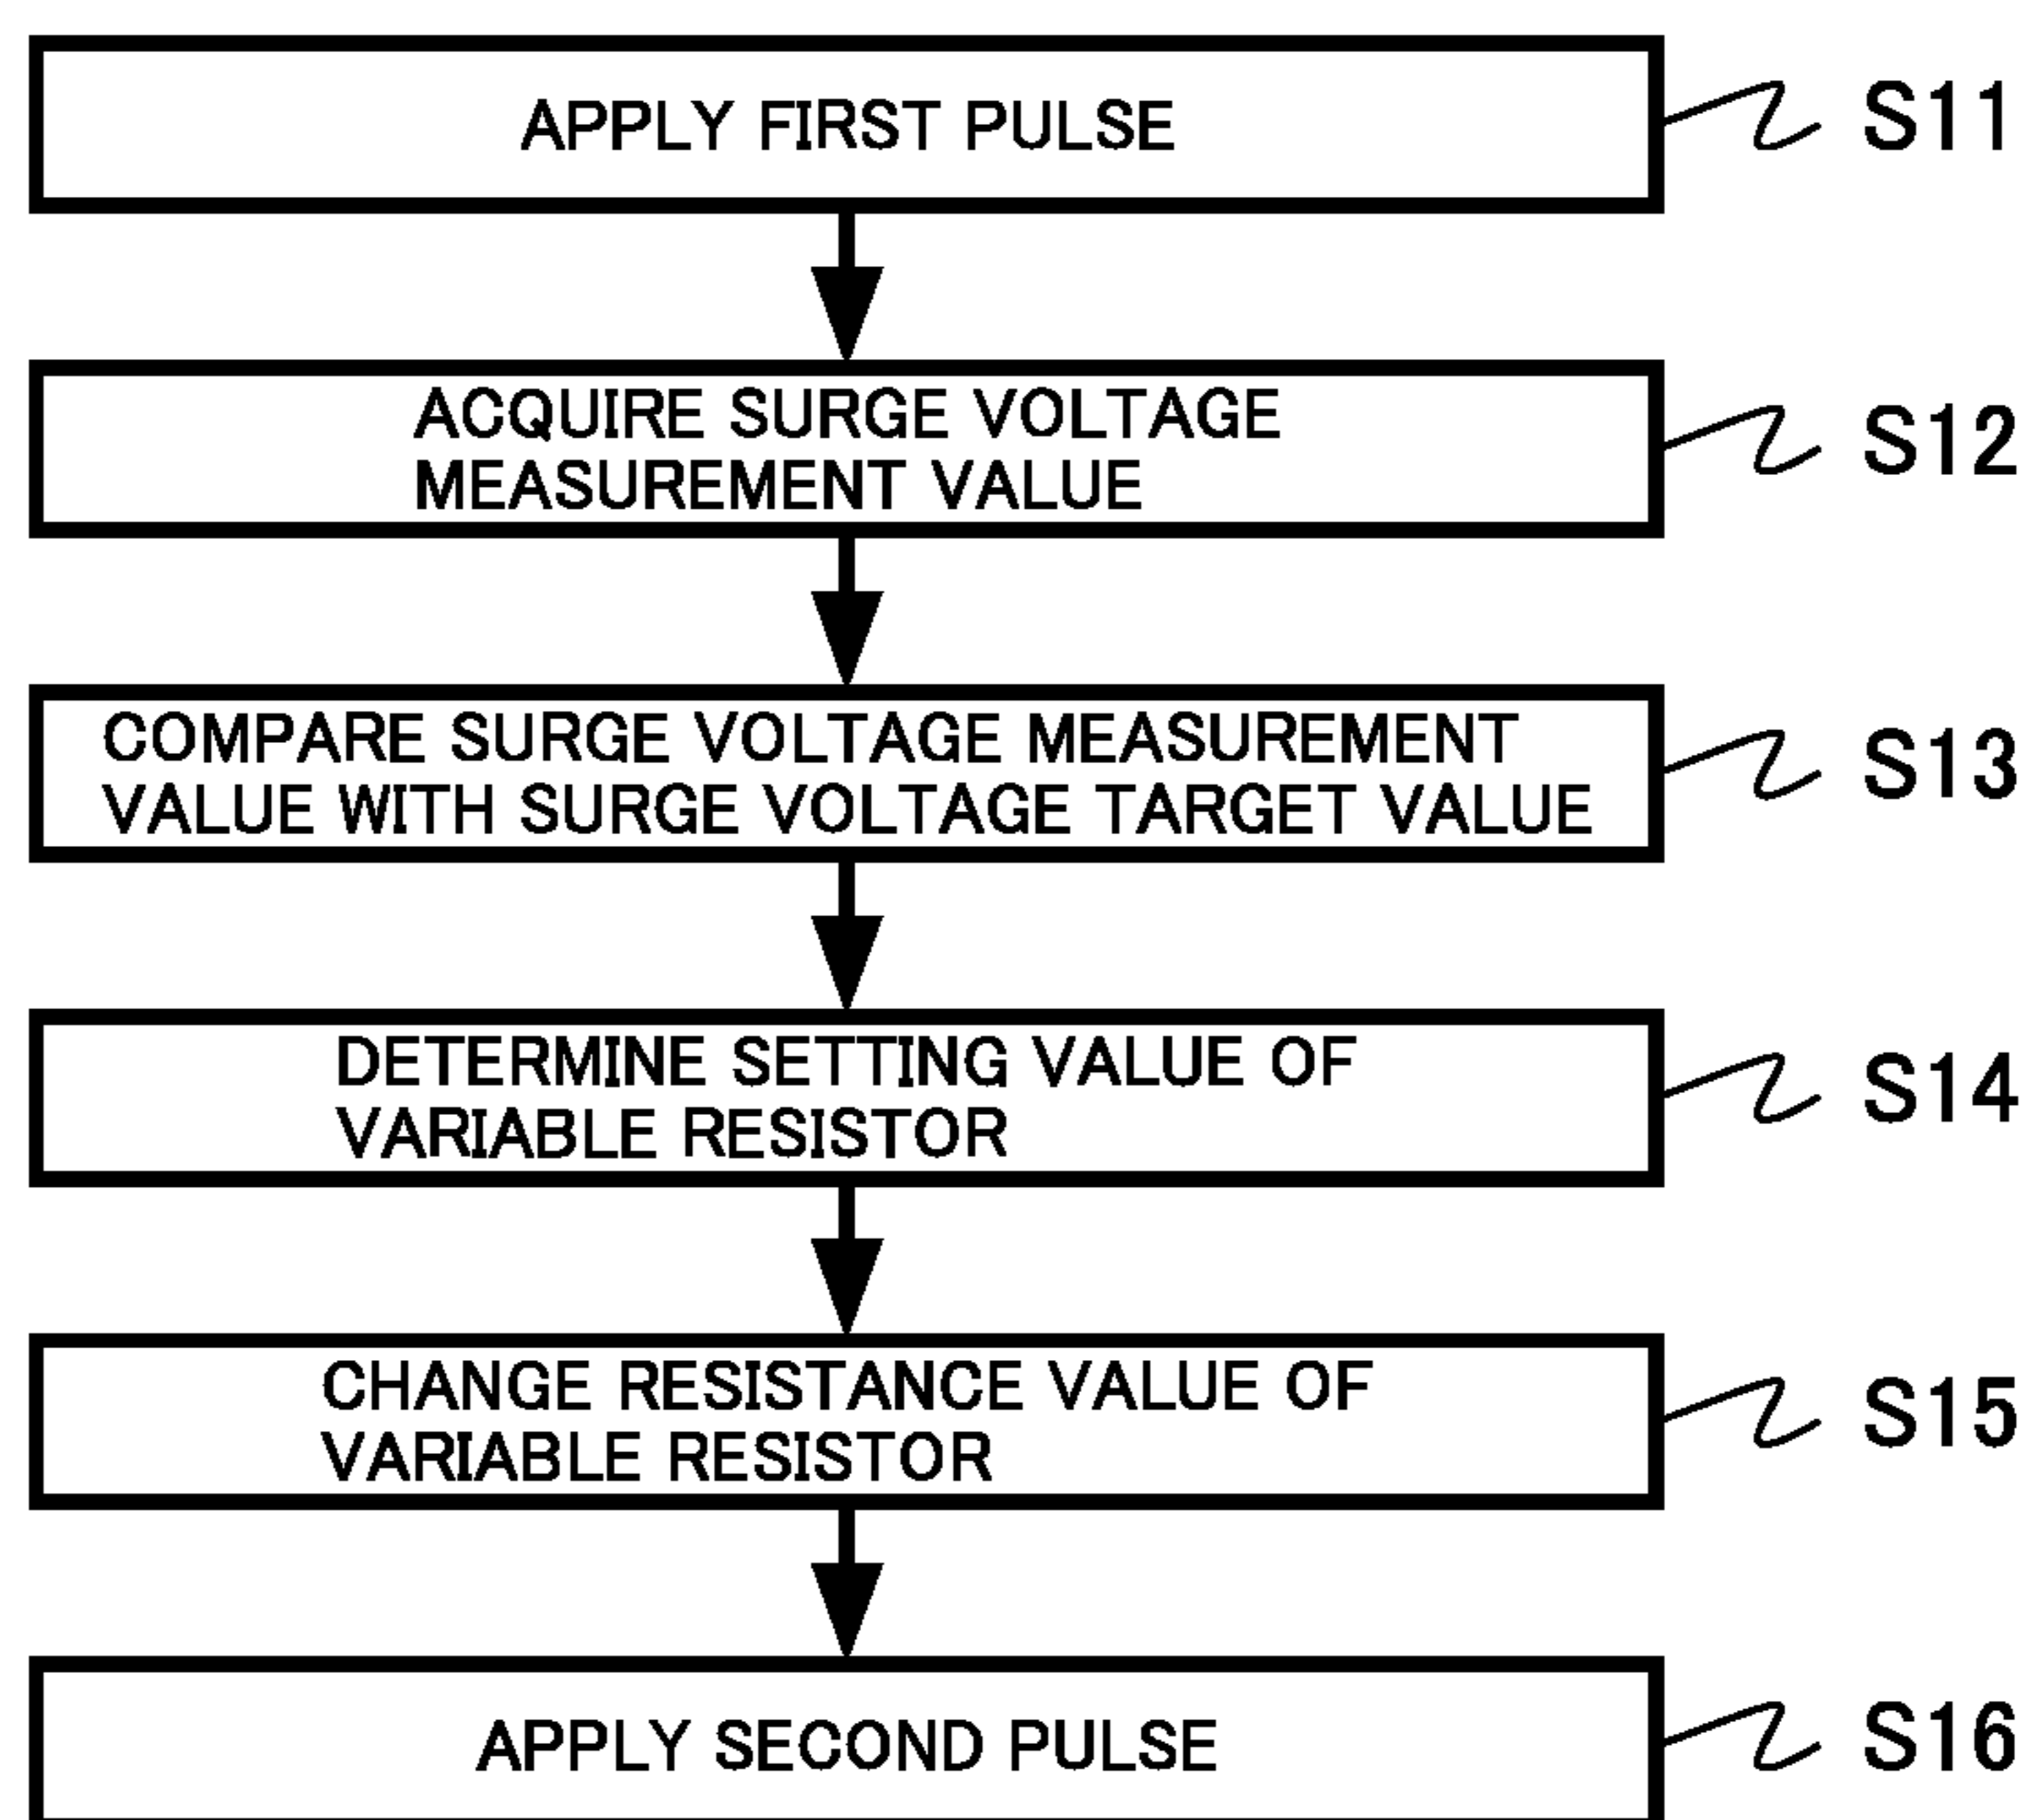 APPLY FIRST PULSE
S11
ACQUIRE SURGE VOLTAGE
MEASUREMENT VALUE
S12
COMPARE SURGE VOLTAGE MEASUREMENT
VALUE WITH SURGE VOLTAGE TARGET VALUE
S13
DETERMINE SETTING VALUE OF
VARIABLE RESISTOR
S14
CHANGE RESISTANCE VALUE OF
VARIABLE RESISTOR
S15
APPLY SECOND PULSE
S16